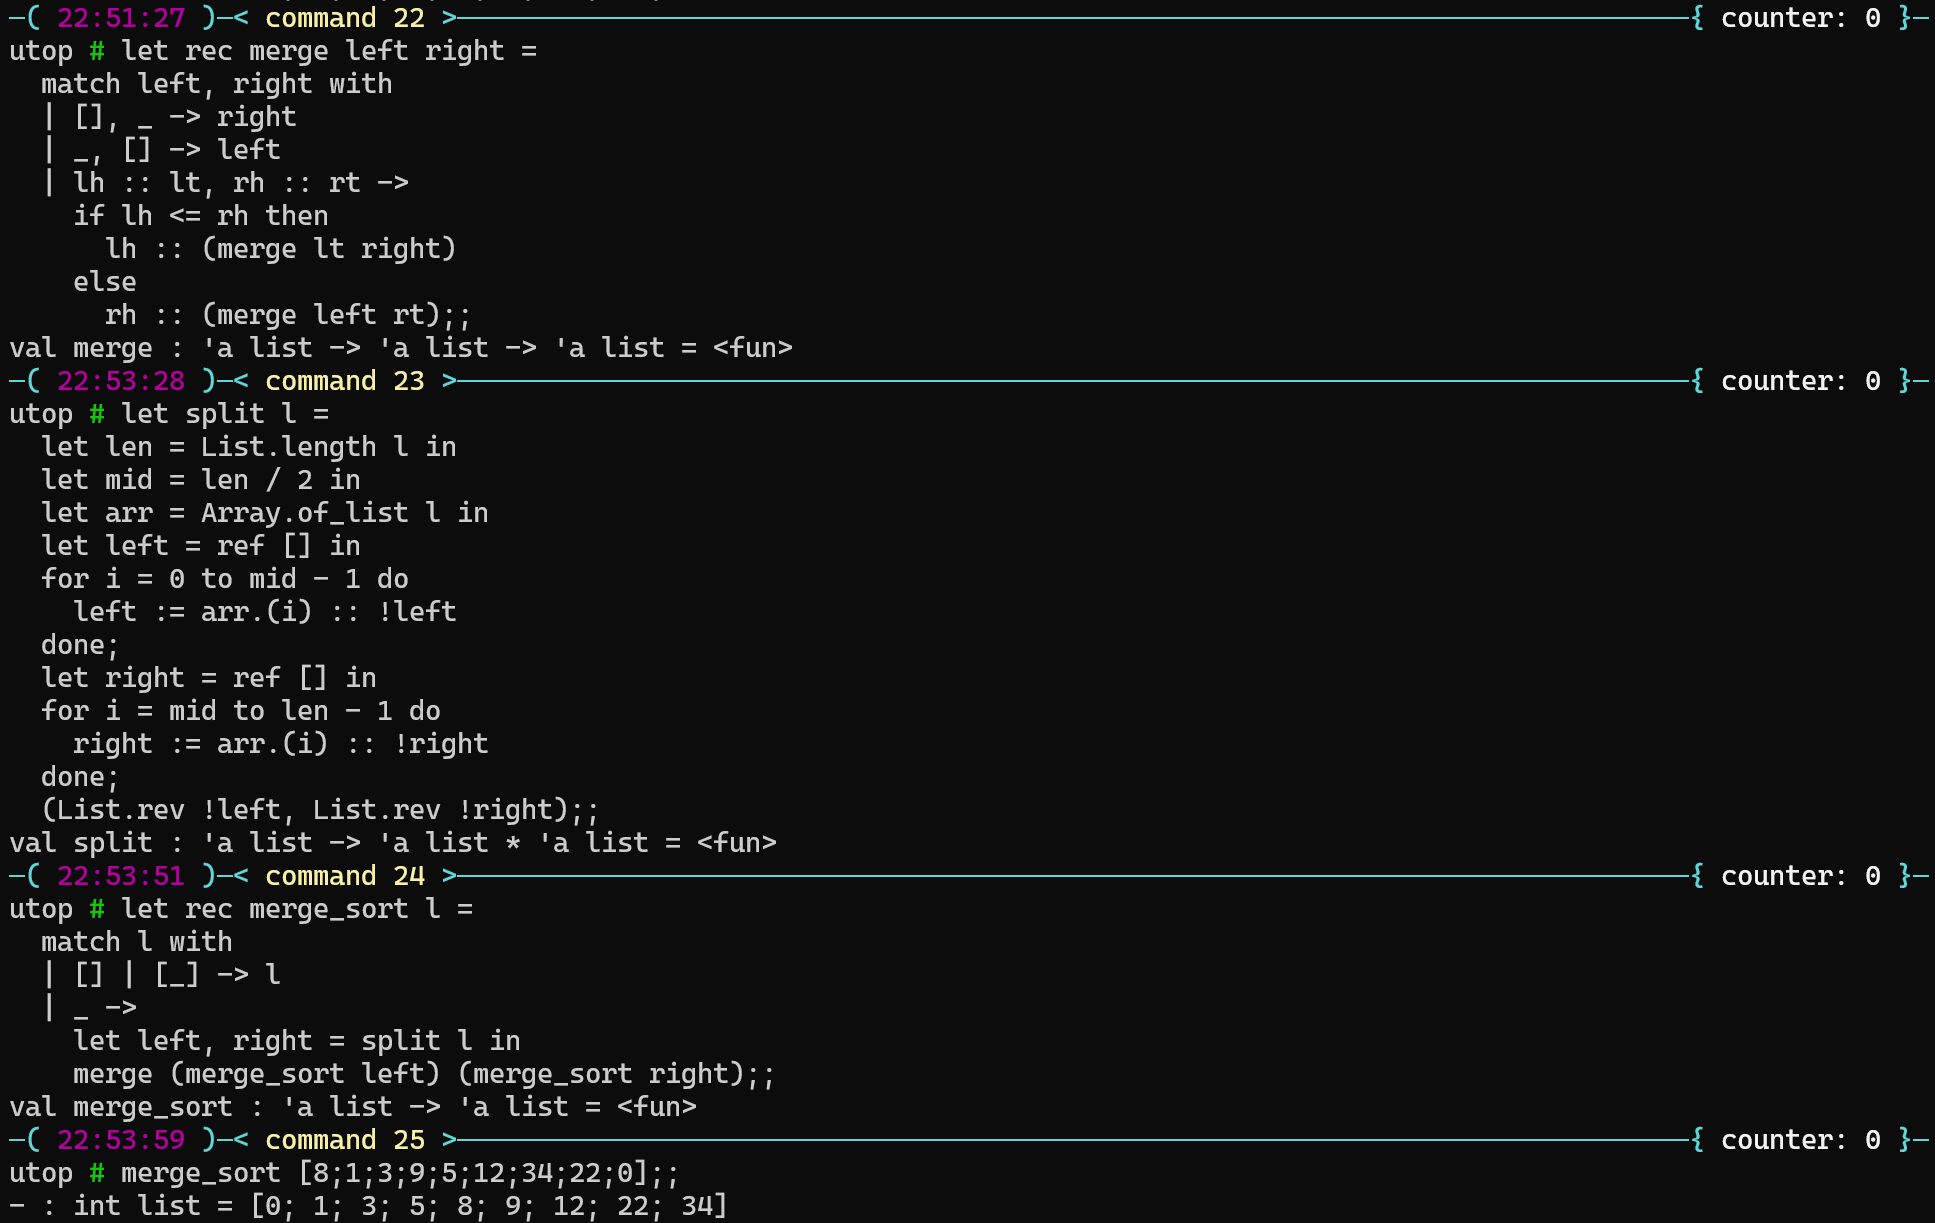 ─( 22:51:27 )─< command 22 >──────────────────────────────{ counter: 0 }─
utop # let rec merge left right =
  match left, right with
  | [], _ -> right
  | _, [] -> left
  | lh :: lt, rh :: rt ->
    if lh <= rh then
      lh :: (merge lt right)
    else
      rh :: (merge left rt);;
val merge : 'a list -> 'a list -> 'a list = <fun>
─( 22:53:28 )─< command 23 >──────────────────────────────{ counter: 0 }─
utop # let split l =
  let len = List.length l in
  let mid = len / 2 in
  let arr = Array.of_list l in
  let left = ref [] in
  for i = 0 to mid - 1 do
    left := arr.(i) :: !left
  done;
  let right = ref [] in
  for i = mid to len - 1 do
    right := arr.(i) :: !right
  done;
  (List.rev !left, List.rev !right);;
val split : 'a list -> 'a list * 'a list = <fun>
─( 22:53:51 )─< command 24 >──────────────────────────────{ counter: 0 }─
utop # let rec merge_sort l =
  match l with
  | [] | [_] -> l
  | _ ->
    let left, right = split l in
    merge (merge_sort left) (merge_sort right);;
val merge_sort : 'a list -> 'a list = <fun>
─( 22:53:59 )─< command 25 >──────────────────────────────{ counter: 0 }─
utop # merge_sort [8;1;3;9;5;12;34;22;0];;
- : int list = [0; 1; 3; 5; 8; 9; 12; 22; 34]